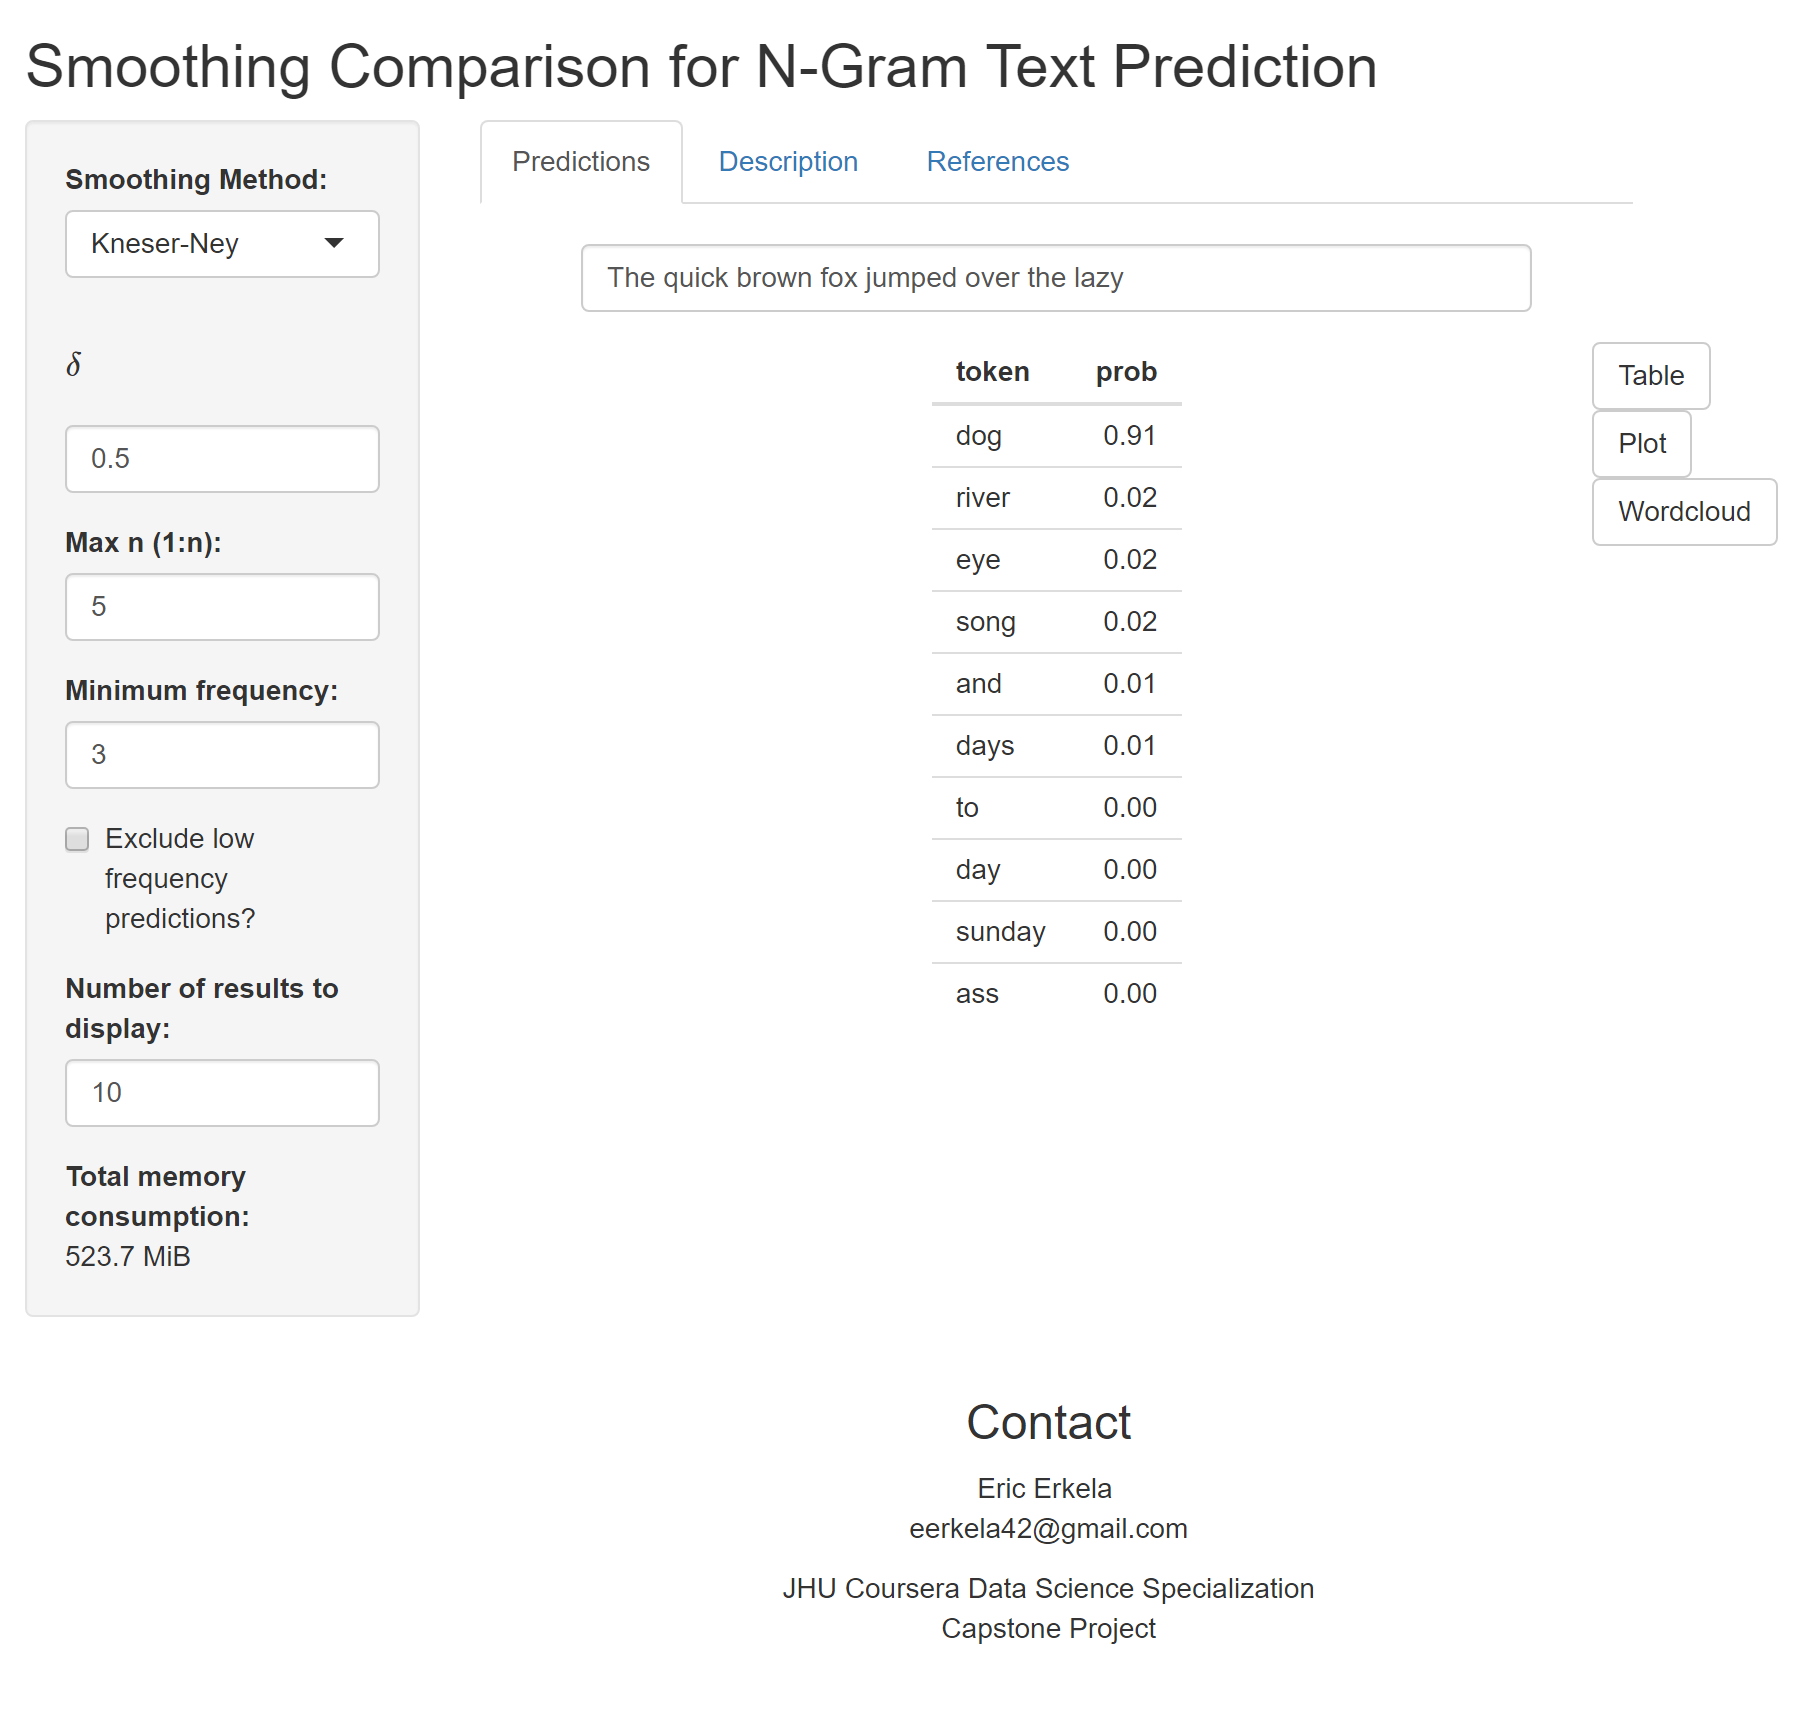 Smoothing Comparison for N-Gram Text Prediction
Smoothing Method:
Kneser-Ney
δ
0.5
Max n (1:n):
5
Minimum frequency:
3
Exclude low
frequency
predictions?
Number of results to
display:
10
Total memory
consumption:
523.7 MiB
Predictions Description References
The quick brown fox jumped over the lazy
token prob
dog 0.91
river 0.02
eye 0.02
song 0.02
and 0.01
days 0.01
to 0.00
day 0.00
sunday 0.00
ass 0.00
Table
Plot
Wordcloud
Contact
Eric Erkela
eerkela42@gmail.com
JHU Coursera Data Science Specialization
Capstone Project